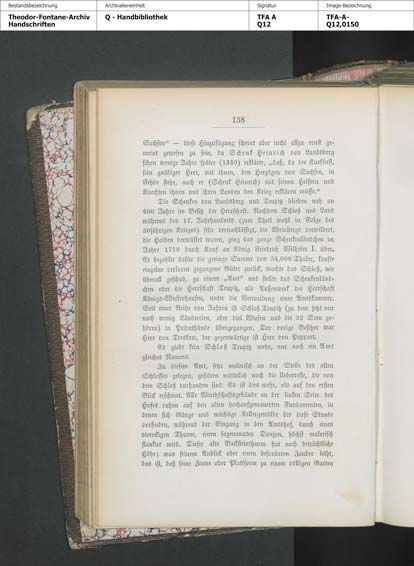 Bestandsbezeichnung
Archivalieneinheit
Signatur
Image-Bezeichnung
Theodor-Fontane-Archiv
Handschriften
Q - Handbibliothek
TFA A
Q12
TFA-A-
Q12,0150
138
Sachsen“ — diese Hinzufügung scheint aber nicht allzu ernst ge-
meint gewesen zu sein, da Schenk Heinrich von Landsberg
schon wenige Jahr später (1440) erklärte, „daß, da der Kurfürst,
sein gnädiger Herr, mit ihnen, den Herzögen von Sachsen, in
Fehde stehe, auch er (Schenk Heinrich) mit seinen Helfern und
Knechten ihnen und ihren Landen den Krieg erklären müsse.“
Die Schenken von Landsberg und Teupitz blieben nah an
400 Jahr im Besitz der Herrschaft. Nachdem Schloß und Land
während des 17. Jahrhunderts (zum Theil wohl in Folge des
30jährigen Krieges) sehr vernachlässigt, die Weinberge verwildert,
die Haiden verwüstet waren, ging das ganze Schenkenländchen im
Jahre 1718 durch Kauf an König Friedrich Wilhelm I. über.
Er bezahlte dafür die geringe Summe von 54,000 Thaler, kaufte
einzelne verloren gegangene Güter zurück, machte das Schloß, wie
überall geschah, zu einem „Amt“ und stellte das Schenkenländ-
chen oder die Herrschaft Teupitz, als Außenwerk der Herrschaft
Königs-Wusterhausen, unter die Verwaltung einer Amtskammer.
Seit einer Reihe von Jahren ist Schloß Teupitz (zu dem jetzt nur
noch wenig Ländereien, aber viel Wiesen und die 32 Seen ge-
hören) in Privathände übergegangen. Der vorige Besitzer war
Herr von Treskow, der gegenwärtige ist Herr von Pappart.
Es giebt kein Schloß Teupitz mehr, nur noch ein Amt
gleiches Namens.
Zu diesem Amt, sehr malerisch an der Stelle des alten
Schlosses gelegen, gehören natürlich noch die Ueberreste, die von
dem Schloß vorhanden sind. Es ist dies mehr, als auf den ersten
Blick erscheint. Alle Wirthschaftsgebäude an der linken Seite des
Hofes ruhen auf den alten hochaufgemauerten Fundamenten, in
denen sich Gänge und mächtige Kellergewölbe bis diese Stunde
vorfinden, während der Eingang in den Amtshof, durch einen
viereckigen Thurm, einen sogenannten Donjon, höchst malerisch
flankirt wird. Dieser alte Backsteinthurm hat noch beträchtliche
Höhe; was seinem Anblick aber einen besonderen Zauber leiht,
das ist, daß seine Zinne oder Plattform zu einem völligen Garten